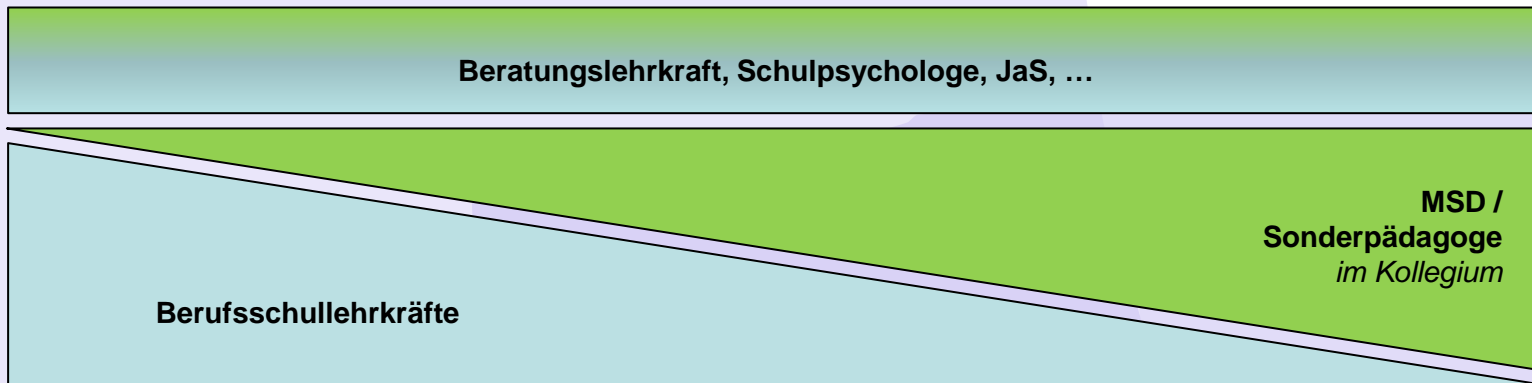 Beratungslehrkraft, Schulpsychologe, JaS, …
MSD /
Sonderpädagoge
im Kollegium
Berufsschullehrkräfte